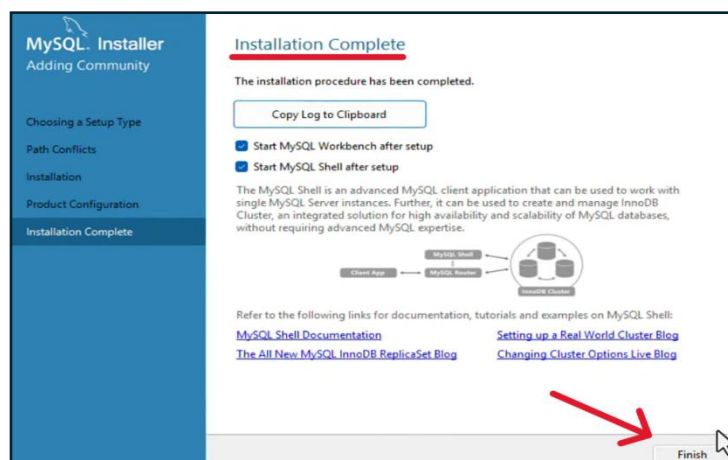 MySQL. Installer
Adding Community
Choosing a Setup Type
Path Conflicts
Installation
Product Configuration
Installation Complete
Installation Complete
The installation procedure has been completed.
Copy Log to Clipboard
Start MySQL Workbench after setup
Start MySQL Shell after setup
The MySQL Shell is an advanced MySQL client application that can be used to work with
single MySQL Server instances. Further, it can be used to create and manage InnoDB
Cluster, an integrated solution for high availability and scalability of MySQL databases,
without requiring advanced MySQL expertise.
MySQL Shell
Client App
MySQL Router
InnoDB Cluster
Refer to the following links for documentation, tutorials and examples on MySQL Shell:
MySQL Shell Documentation
Setting up a Real World Cluster Blog
The All New MySQL InnoDB ReplicaSet Blog
Changing Cluster Options Live Blog
Finish